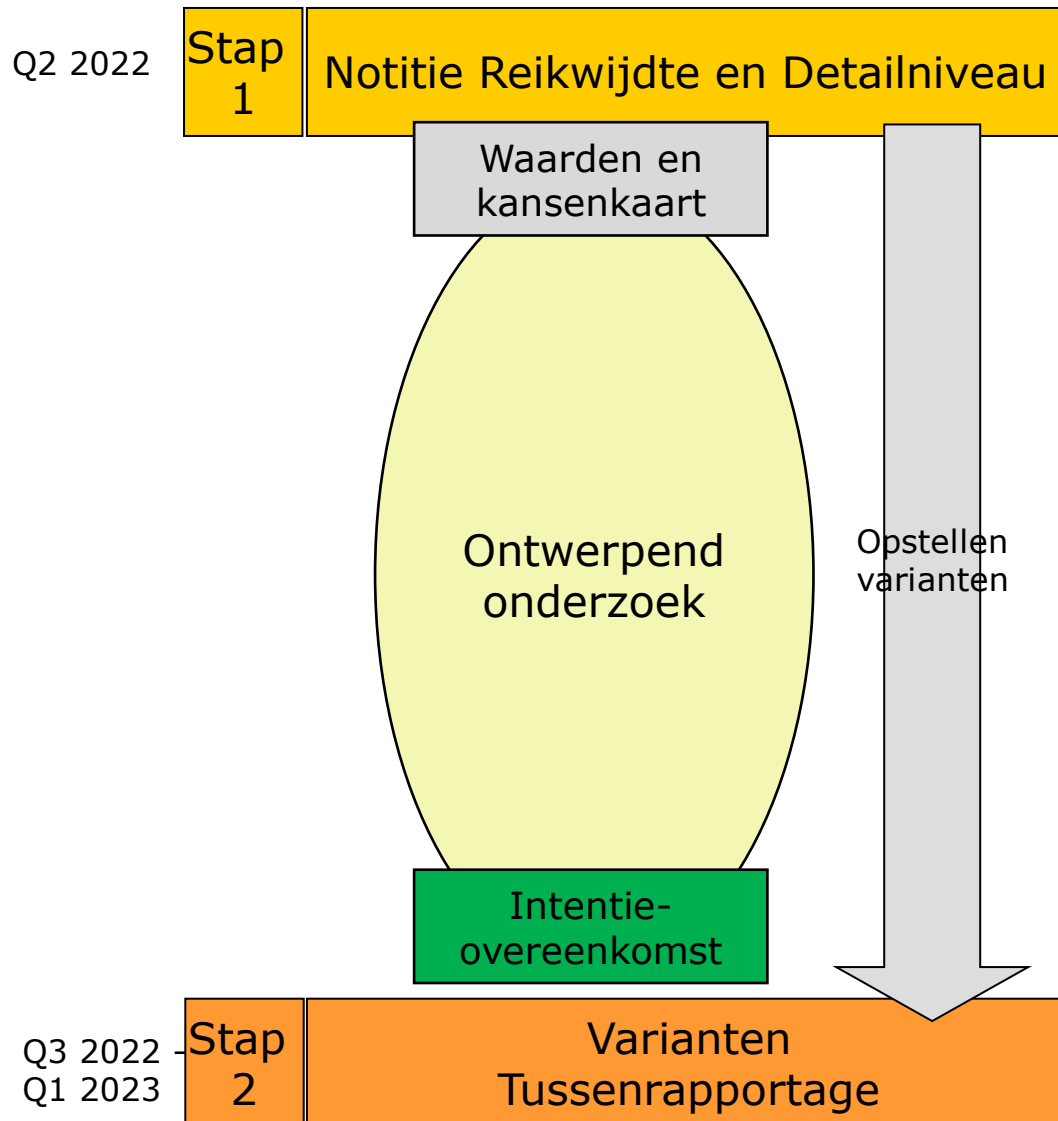 Q2 2022
Stap
1
Notitie Reikwijdte en Detailniveau
Waarden en
kansenkaart
Ontwerpend
onderzoek
Opstellen
varianten
Intentie-
overeenkomst
Q3 2022 -
Q1 2023
Stap
2
Varianten
Tussenrapportage